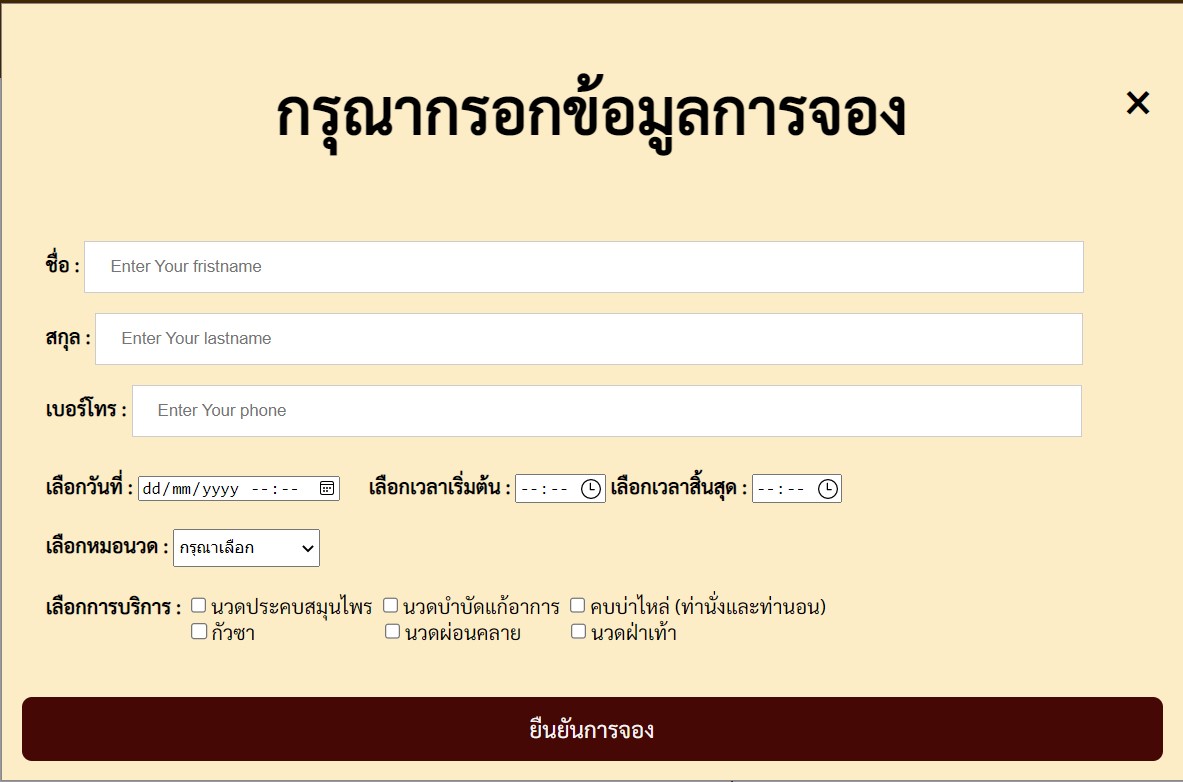 กรุณากรอกข้อมูลการจอง ×
ชื่อ : Enter Your fristname
สกุล : Enter Your lastname
เบอร์โทร : Enter Your phone
เลือกวันที่ : dd/mm/yyyy --:-- เลือกเวลาเริ่มต้น : --:-- เลือกเวลาสิ้นสุด : --:--
เลือกหมอนวด : กรุณาเลือก
เลือกการบริการ : นวดประคบสมุนไพร นวดบำบัดแก้อาการ คบบ่าไหล่ (ท่านั่งและท่านอน)
กัวซา นวดผ่อนคลาย นวดฝ่าเท้า
ยืนยันการจอง